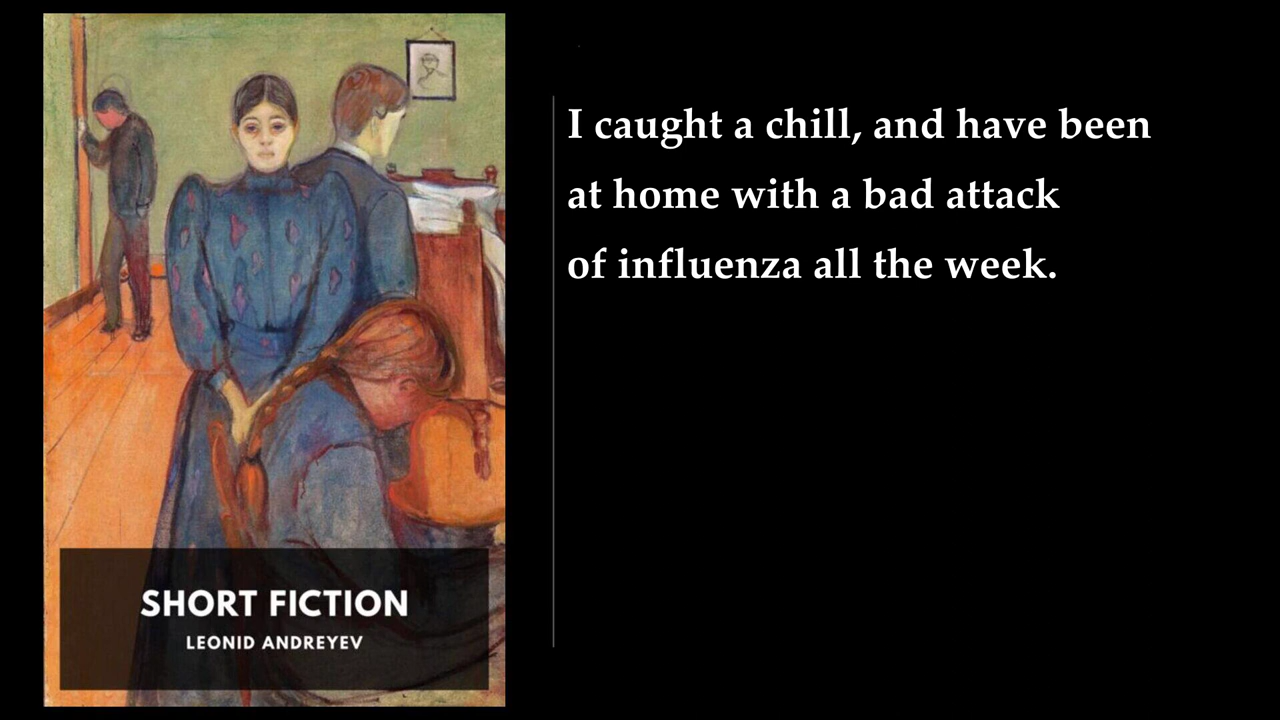 SHORT FICTION
LEONID ANDREYEV
I caught a chill, and have been
at home with a bad attack
of influenza all the week.